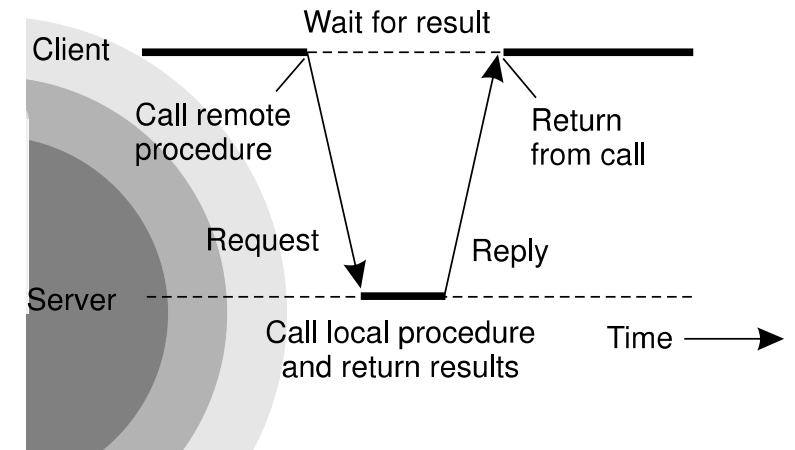 Wait for result
Client
Call remote
procedure
Return
from call
Request
Reply
Server
Call local procedure
and return results
Time